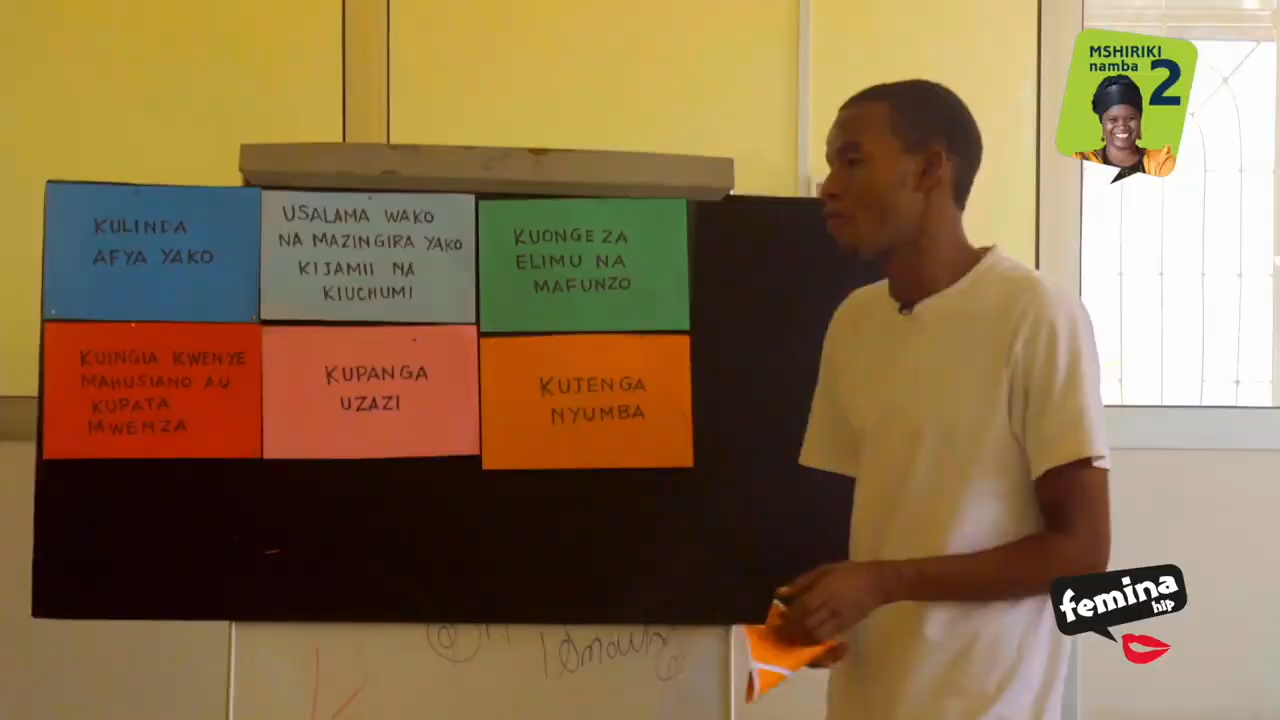 MSHIRIKI
namba 2
KULINDA
AFYA YAKO
USALAMA WAKO
NA MAZINGIRA YAKO
KIJAMII NA
KIUCHUMI
KUONGEZA
ELIMU NA
MAFUNZO
KUINGIA KWENYE
MAHUSIANO AU
KUPATA
MWENZA
KUPANGA
UZAZI
KUJENGA
NYUMBA
femina
hip